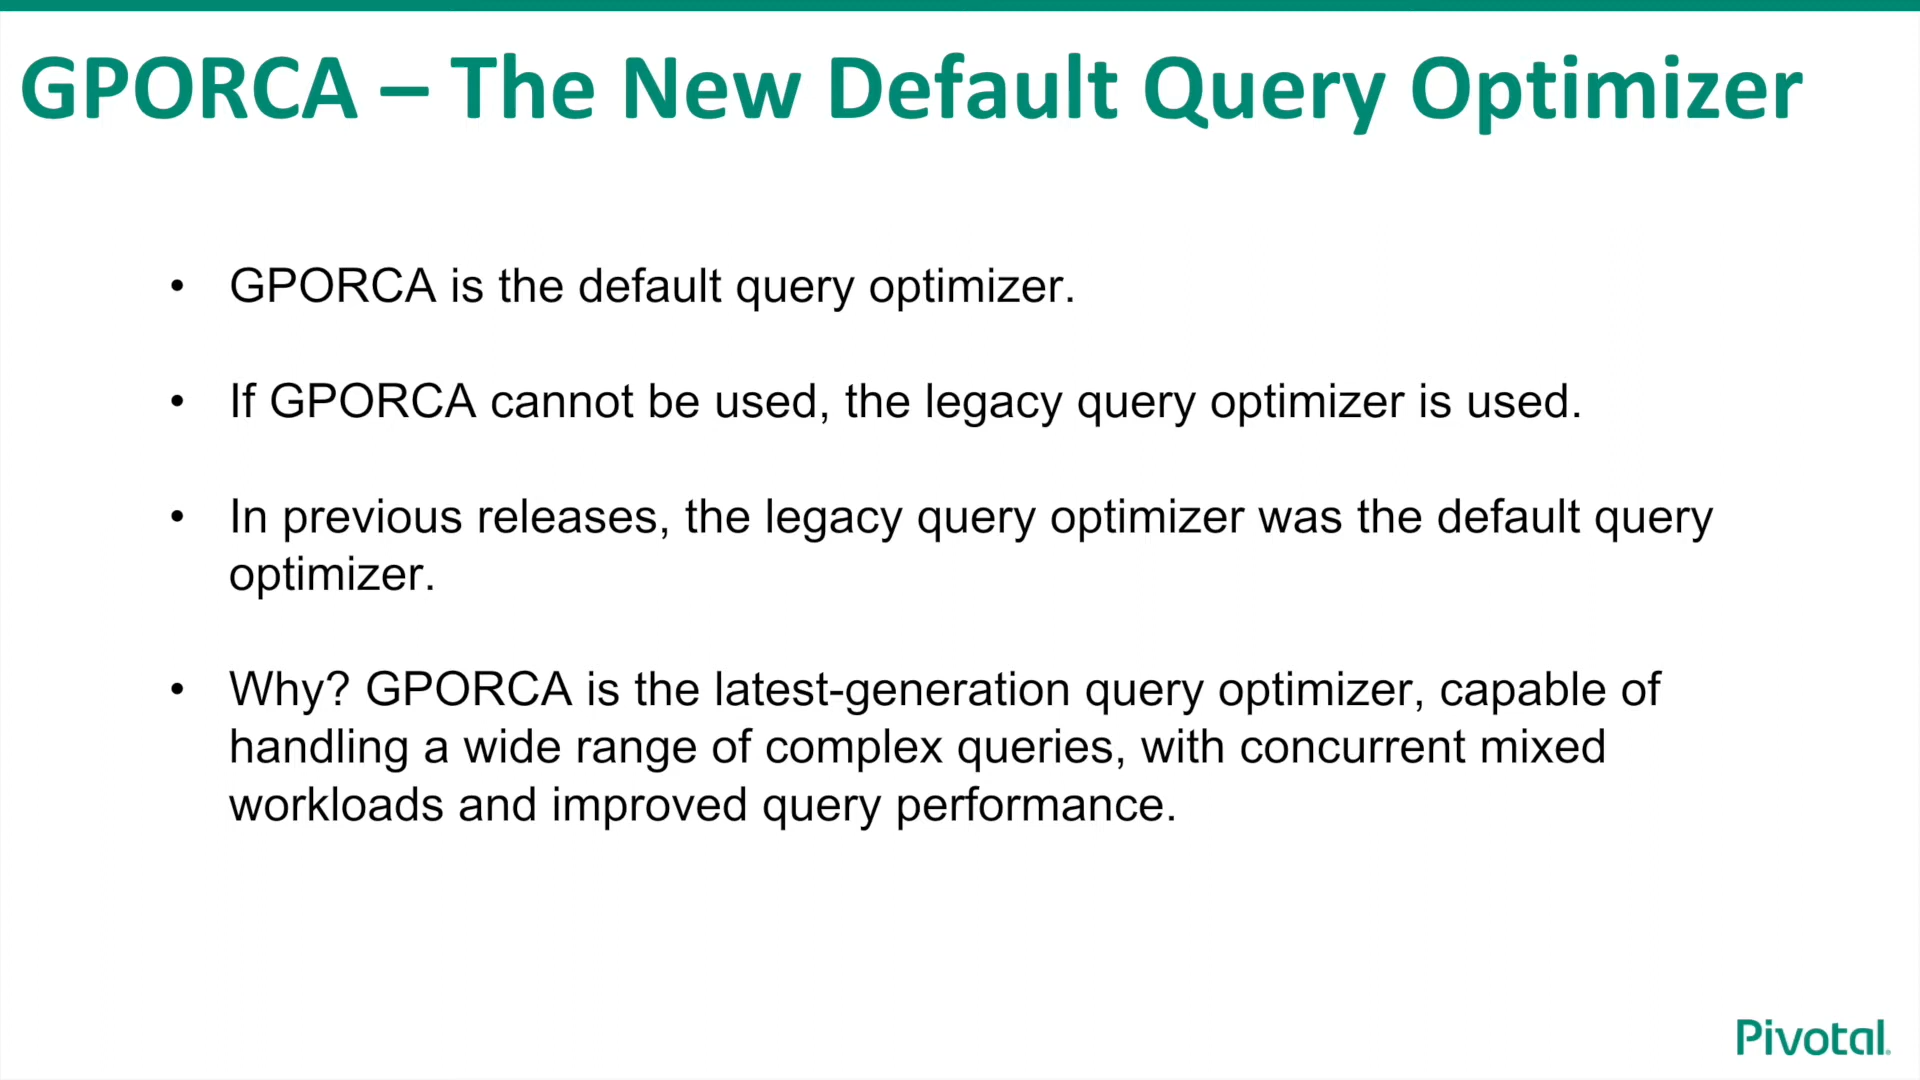 GPORCA – The New Default Query Optimizer
• GPORCA is the default query optimizer.
• If GPORCA cannot be used, the legacy query optimizer is used.
• In previous releases, the legacy query optimizer was the default query
optimizer.
• Why? GPORCA is the latest-generation query optimizer, capable of
handling a wide range of complex queries, with concurrent mixed
workloads and improved query performance.
Pivotal.